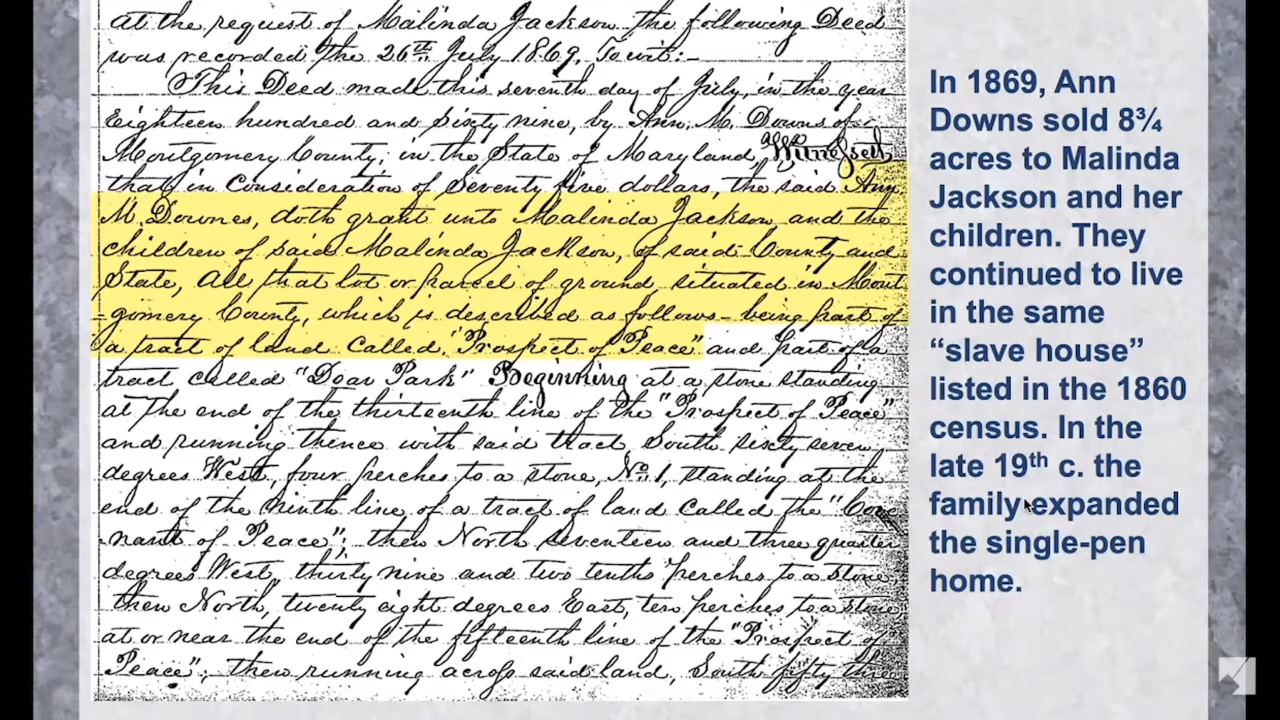 at the request of Malinda Jackson the following Deed
was recorded the 26th July 1869, To wit:-
This Deed made this seventh day of July, in the year
Eighteen hundred and sixty nine, by Ann. M. Downs of
Montgomery County, in the State of Maryland, Witnesseth
that in Consideration of Seventy five dollars, the said Ann
M. Downes, doth grant unto Malinda Jackson and the
children of said Malinda Jackson, of said County and
State, All that lot or parcel of ground, situated in Mont
-gomery County, which is described as follows - being part of
a tract of land Called, "Prospect of Peace" and part of a
tract called "Dear Park" Beginning at a stone standing
at the end of the thirteenth line of the "Prospect of Peace"
and running thence with said tract South sixty seven
degrees West, four perches to a stone, No. 1, standing at the
end of the ninth line of a tract of land Called the "Cove
nant of Peace"; then North seventeen and three quarter
degrees West, thirty nine and two tenths perches to a stone,
then North, twenty eight degrees East, ten perches to a stone
at or near the end of the fifteenth line of the "Prospect of
Peace"; then running across said land, South fifty three
In 1869, Ann
Downs sold 8¾
acres to Malinda
Jackson and her
children. They
continued to live
in the same
“slave house”
listed in the 1860
census. In the
late 19th c. the
family expanded
the single-pen
home.